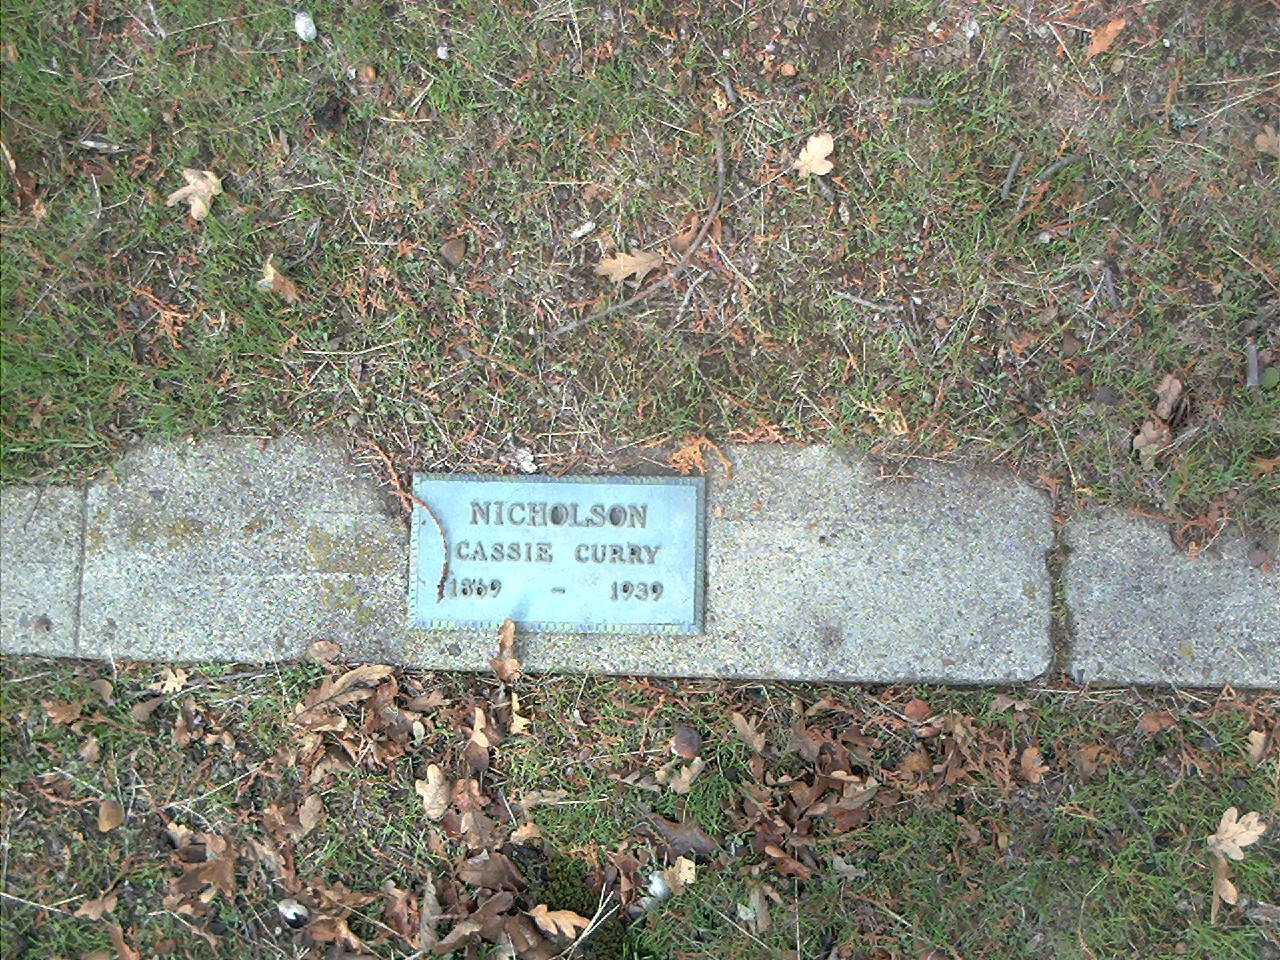 NICHOLSON
CASSIE CURRY
1869 - 1939